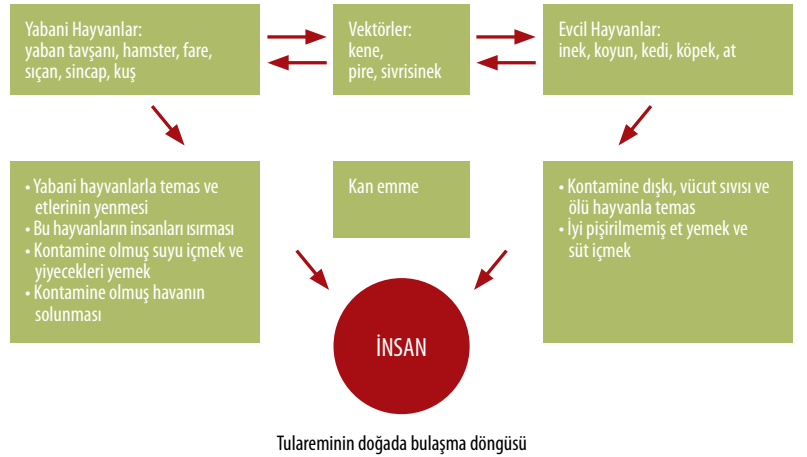 Yabani Hayvanlar:
yaban tavşanı, hamster, fare,
sıçan, sincap, kuş
Vektörler:
kene,
pire, sivrisinek
Evcil Hayvanlar:
inek, koyun, kedi, köpek, at
• Yabani hayvanlarla temas ve
etlerinin yenmesi
• Bu hayvanların insanları ısırması
• Kontamine olmuş suyu içmek ve
yiyecekleri yemek
• Kontamine olmuş havanın
solunması
Kan emme
• Kontamine dışkı, vücut sıvısı ve
ölü hayvanla temas
• İyi pişirilmemiş et yemek ve
süt içmek
İNSAN
Tulareminin doğada bulaşma döngüsü